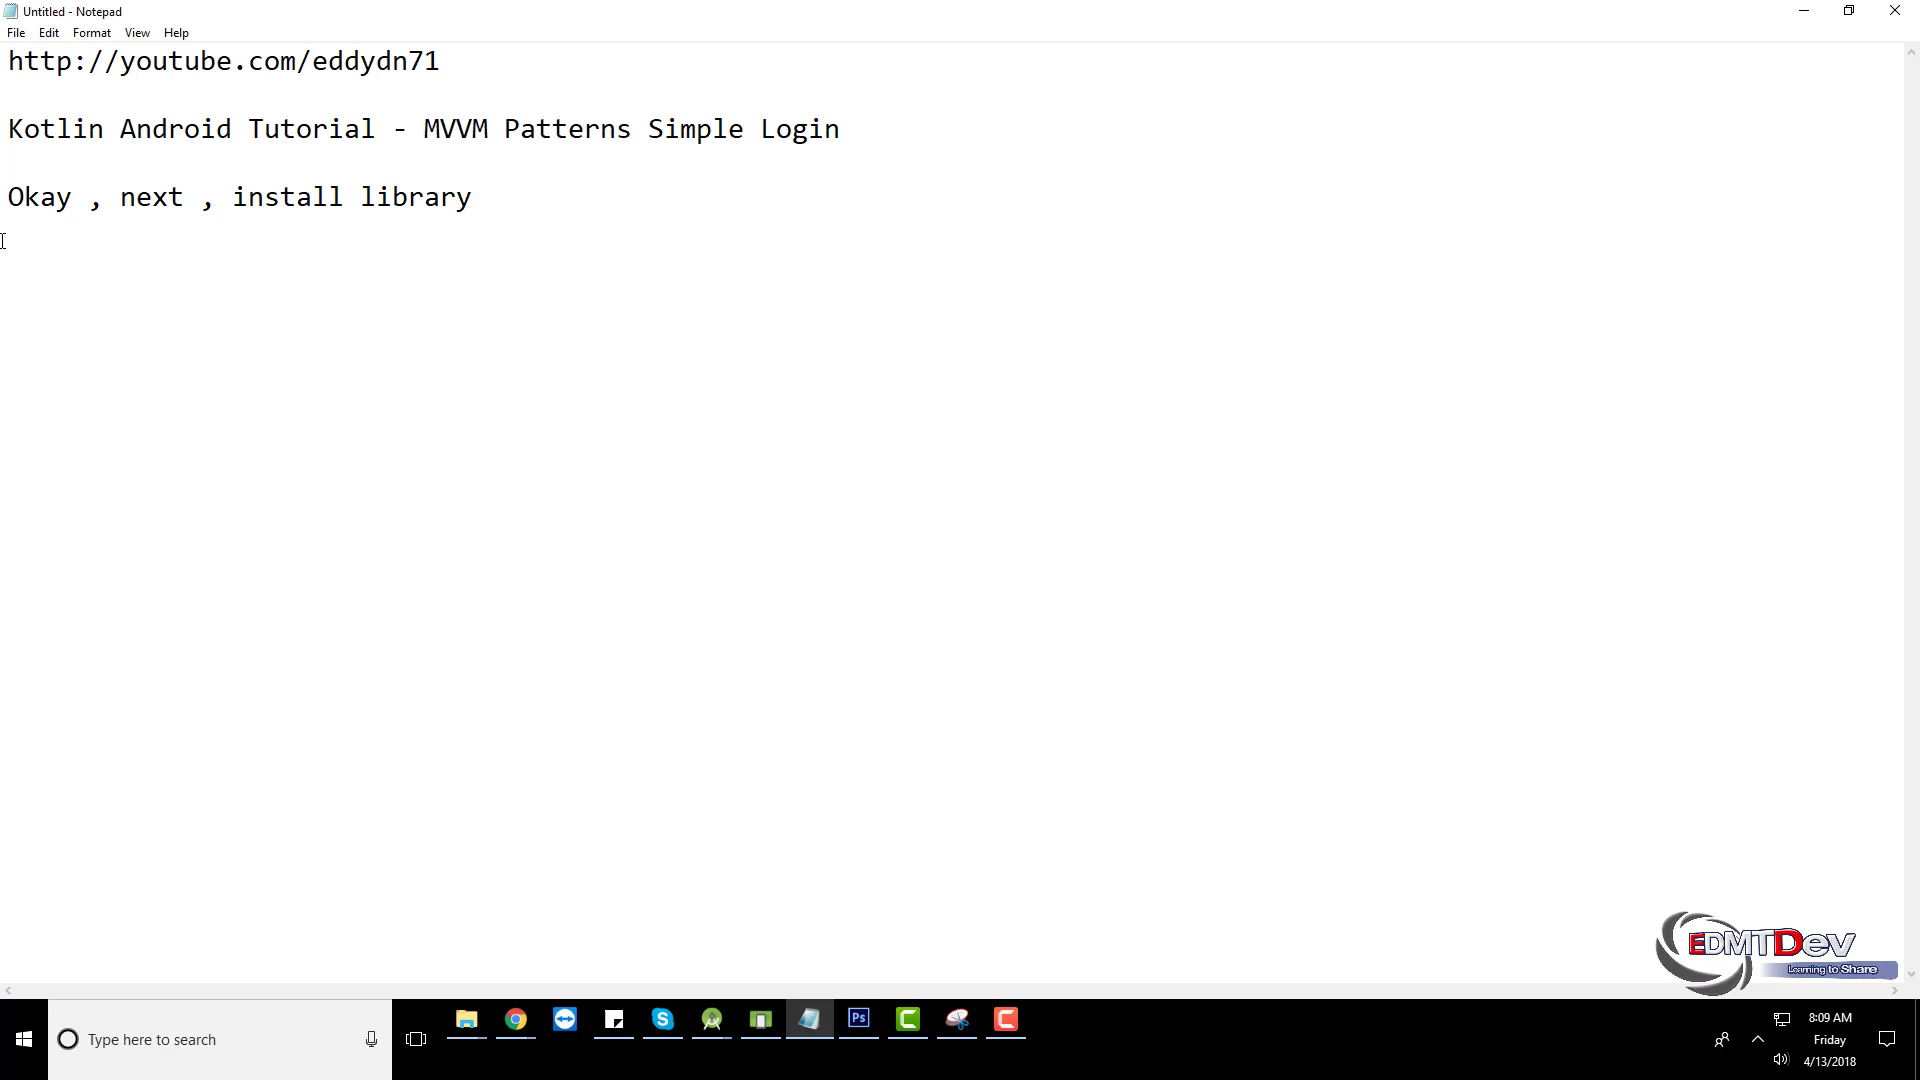 Untitled - Notepad
File Edit Format View Help
http://youtube.com/eddydn71
Kotlin Android Tutorial - MVVM Patterns Simple Login
Okay , next , install library
EDMTDev
Learning to Share
Type here to search
S
Ps
8:09 AM
Friday
4/13/2018